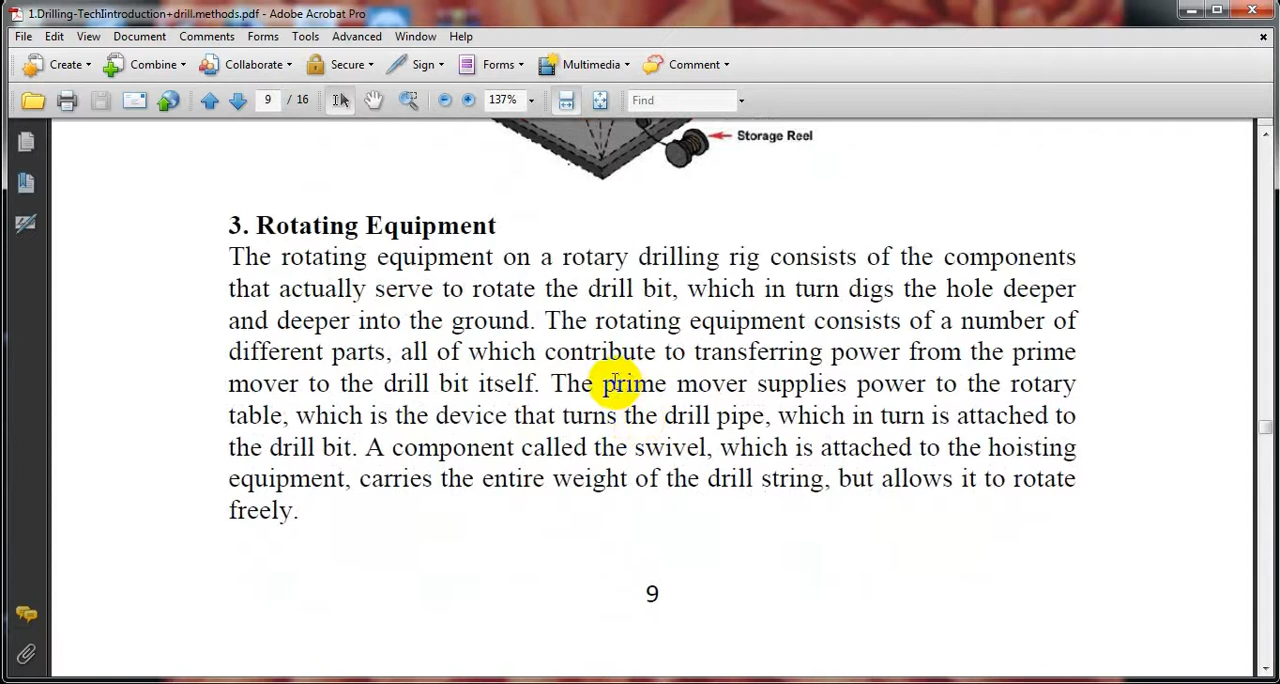 1.Drilling-TechIintroduction+drill.methods.pdf - Adobe Acrobat Pro
File Edit View Document Comments Forms Tools Advanced Window Help
Create Combine Collaborate Secure Sign Forms Multimedia Comment
9 / 16 137% Find
Storage Reel
3. Rotating Equipment
The rotating equipment on a rotary drilling rig consists of the components
that actually serve to rotate the drill bit, which in turn digs the hole deeper
and deeper into the ground. The rotating equipment consists of a number of
different parts, all of which contribute to transferring power from the prime
mover to the drill bit itself. The prime mover supplies power to the rotary
table, which is the device that turns the drill pipe, which in turn is attached to
the drill bit. A component called the swivel, which is attached to the hoisting
equipment, carries the entire weight of the drill string, but allows it to rotate
freely.
9